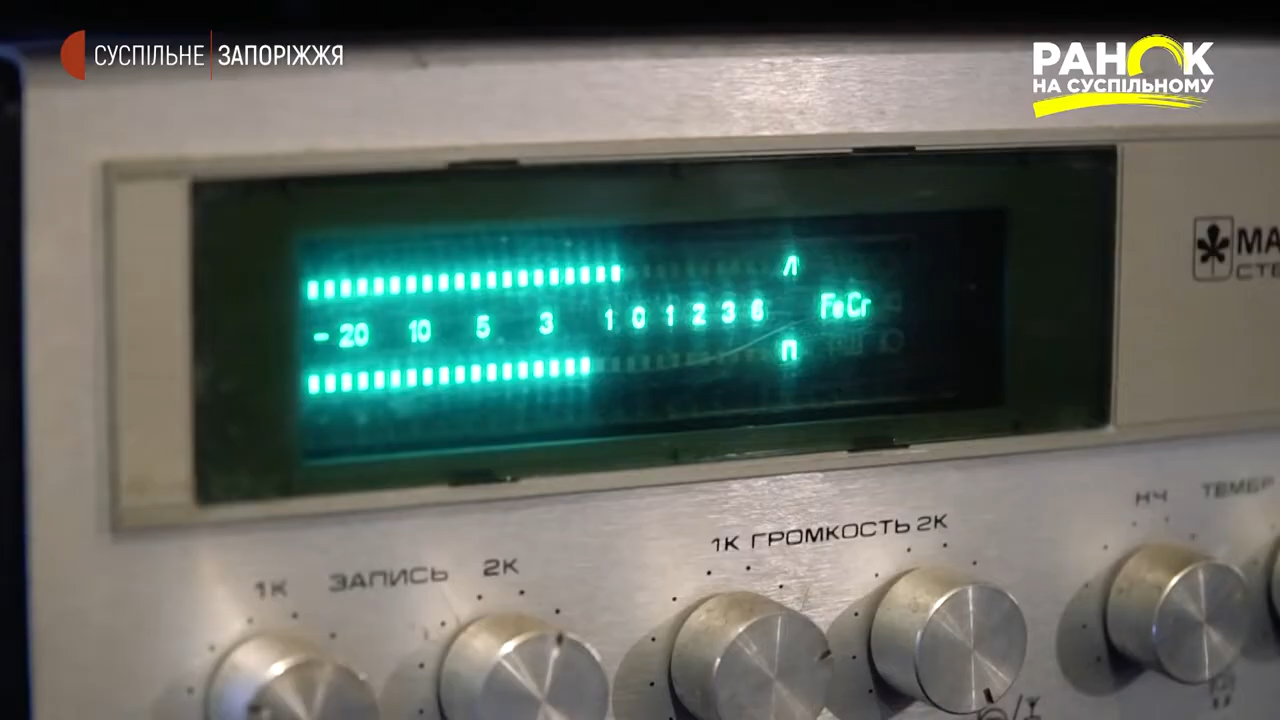 СУСПІЛЬНЕ ЗАПОРІЖЖЯ
РАНОК
НА СУСПІЛЬНОМУ
Л
- 20 10 5 3 1 0 1 2 3 6 FeCr
П
НЧ ТЕМБР
1К ГРОМКОСТЬ 2К
1К ЗАПИСЬ 2К